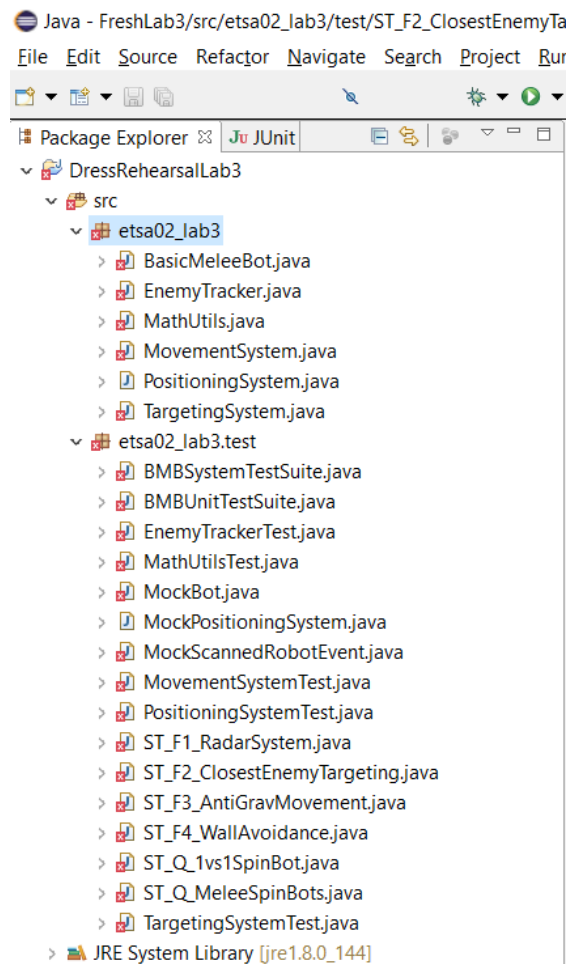 Java - FreshLab3/src/etsa02_lab3/test/ST_F2_ClosestEnemyTa
File Edit Source Refactor Navigate Search Project Rur
Package Explorer JU JUnit
DressRehearsalLab3
src
etsa02_lab3
BasicMeleeBot.java
EnemyTracker.java
MathUtils.java
MovementSystem.java
PositioningSystem.java
TargetingSystem.java
etsa02_lab3.test
BMBSystemTestSuite.java
BMBUnitTestSuite.java
EnemyTrackerTest.java
MathUtilsTest.java
MockBot.java
MockPositioningSystem.java
MockScannedRobotEvent.java
MovementSystemTest.java
PositioningSystemTest.java
ST_F1_RadarSystem.java
ST_F2_ClosestEnemyTargeting.java
ST_F3_AntiGravMovement.java
ST_F4_WallAvoidance.java
ST_Q_1vs1SpinBot.java
ST_Q_MeleeSpinBots.java
TargetingSystemTest.java
JRE System Library [jre1.8.0_144]